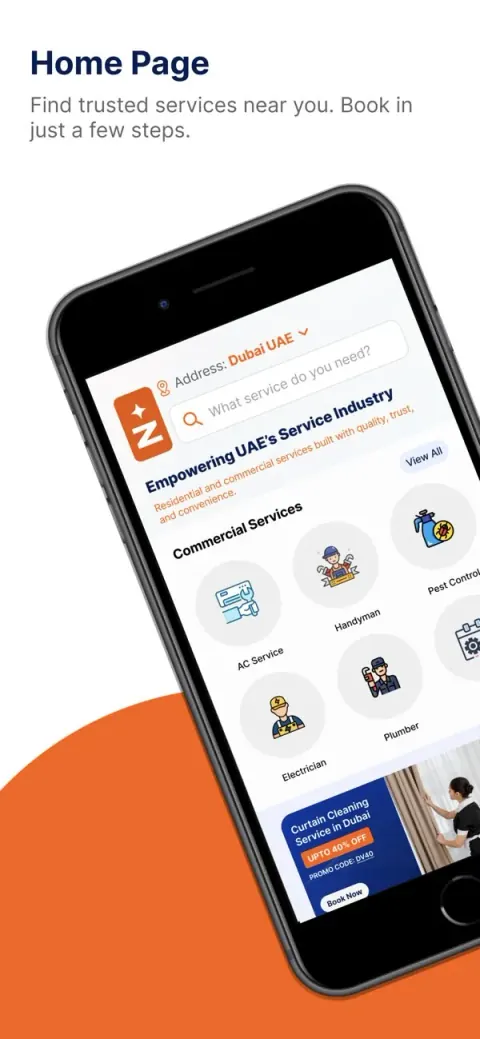 Home Page
Find trusted services near you. Book in
just a few steps.
Address: Dubai UAE
What service do you need?
N
Empowering UAE's Service Industry
Residential and commercial services built with quality, trust,
and convenience.
View All
Commercial Services
AC Service
Handyman
Pest Control
Electrician
Plumber
Curtain Cleaning
Service in Dubai
UPTO 40% OFF
PROMO CODE: DV40
Book Now